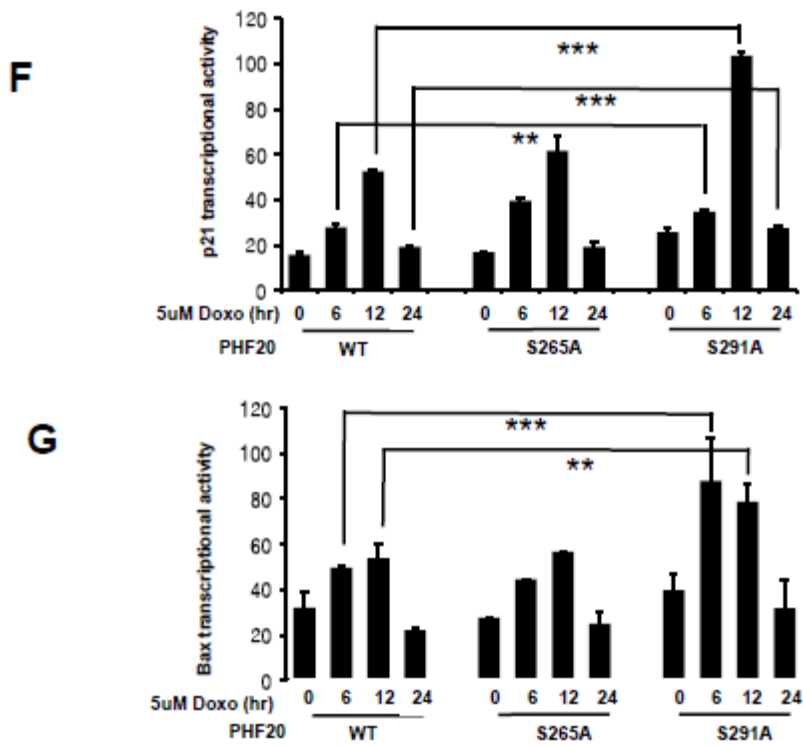 F
p21 transcriptional activity
120
100
80
60
40
20
0
***
***
**
5uM Doxo (hr) 0 6 12 24 0 6 12 24 0 6 12 24
PHF20 WT S265A S291A
G
Bax transcriptional activity
120
100
80
60
40
20
0
***
**
5uM Doxo (hr) 0 6 12 24 0 6 12 24 0 6 12 24
PHF20 WT S265A S291A